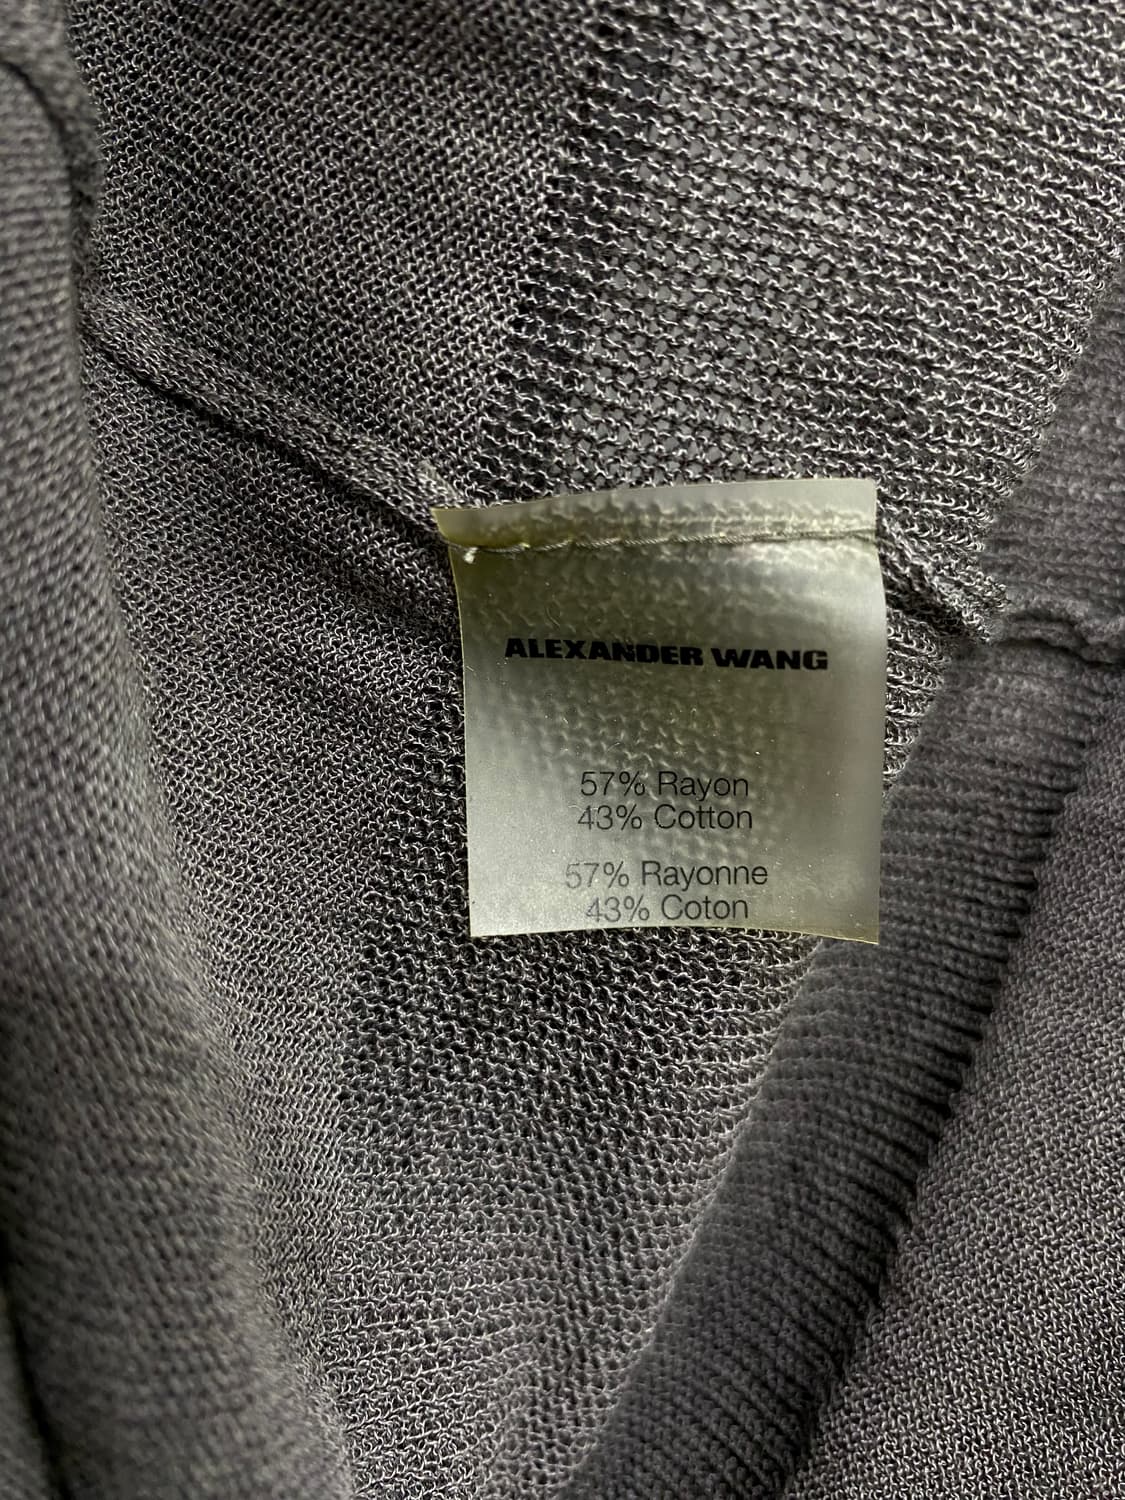 ALEXANDER WANG
57% Rayon
43% Cotton
57% Rayonne
43% Coton